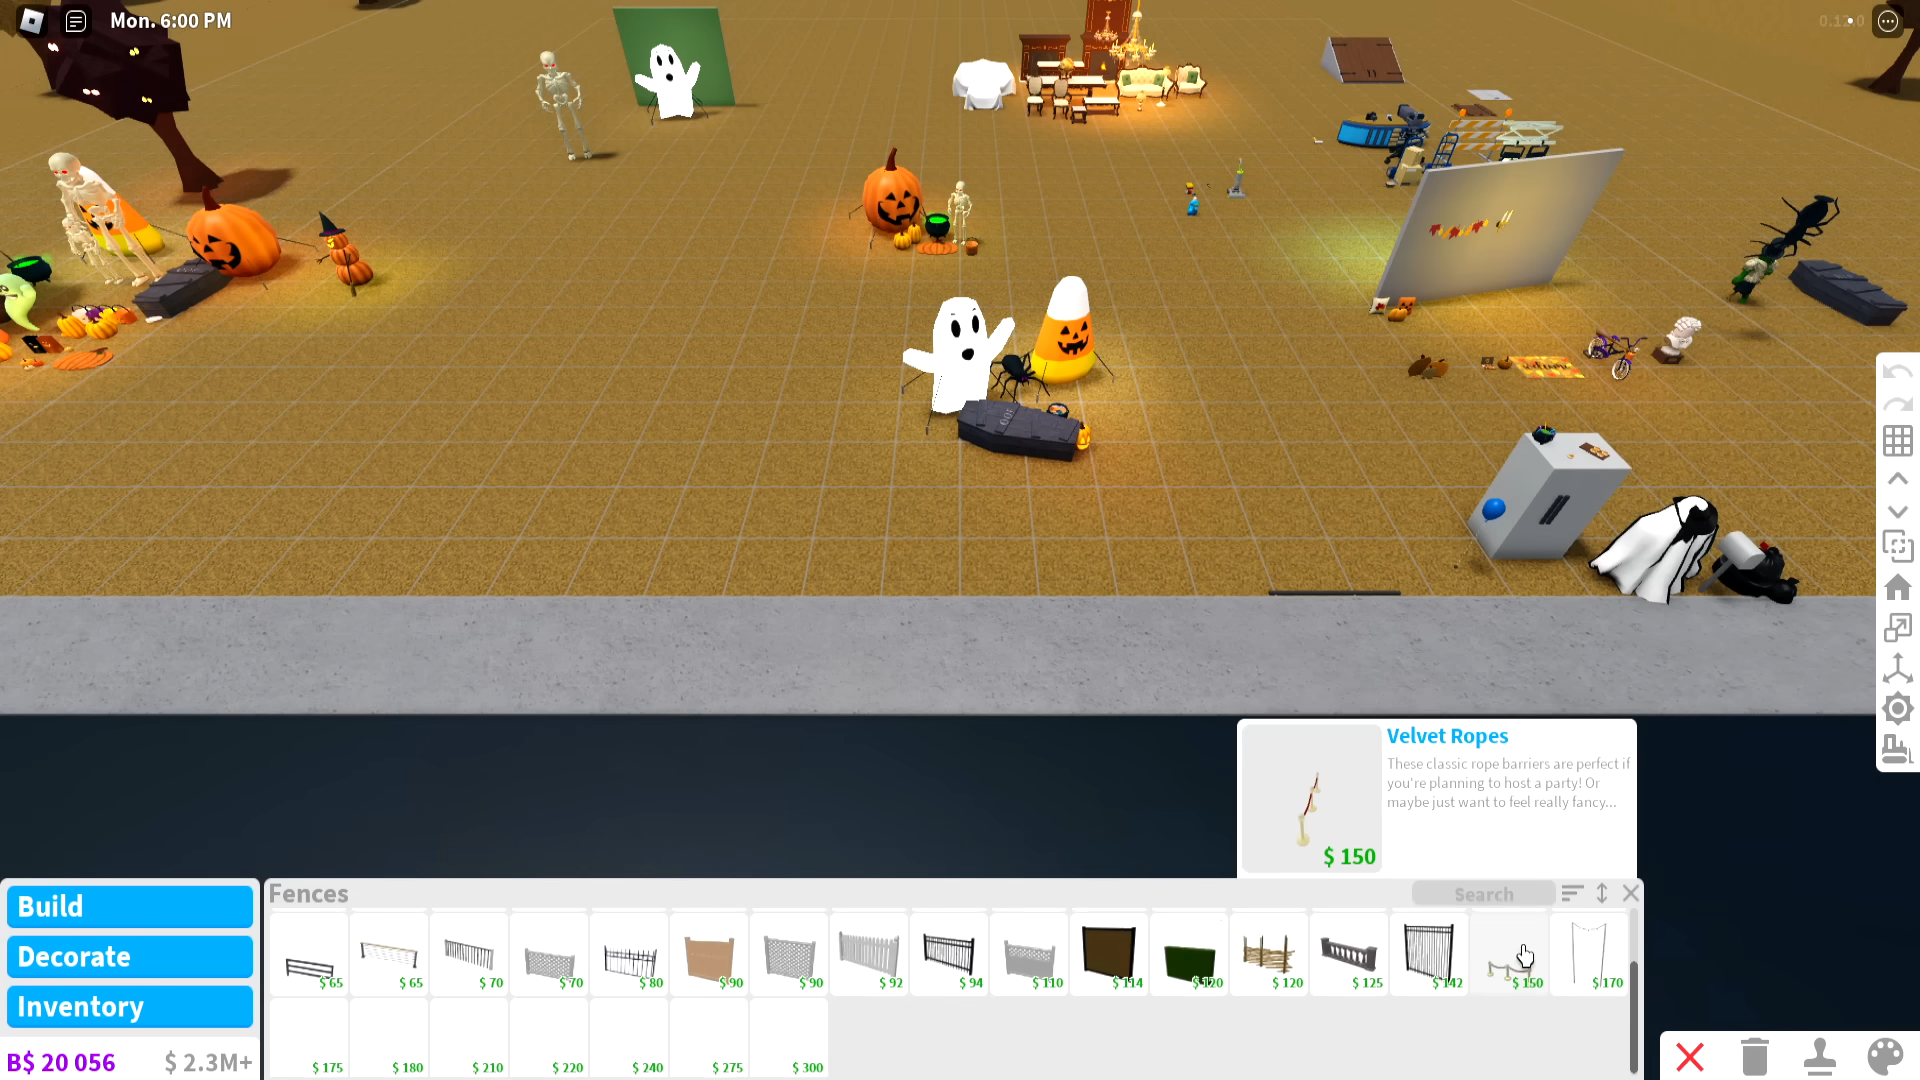 Mon. 6:00 PM
Velvet Ropes
These classic rope barriers are perfect if
you're planning to host a party! Or
maybe just want to feel really fancy...
$ 150
Build
Decorate
Inventory
B$ 20 056
$ 2.3M+
Fences
Search
$ 65
$ 65
$ 70
$ 70
$ 80
$ 90
$ 90
$ 92
$ 94
$ 110
$ 114
$ 120
$ 120
$ 125
$ 142
$ 150
$ 170
$ 175
$ 180
$ 210
$ 220
$ 240
$ 275
$ 300